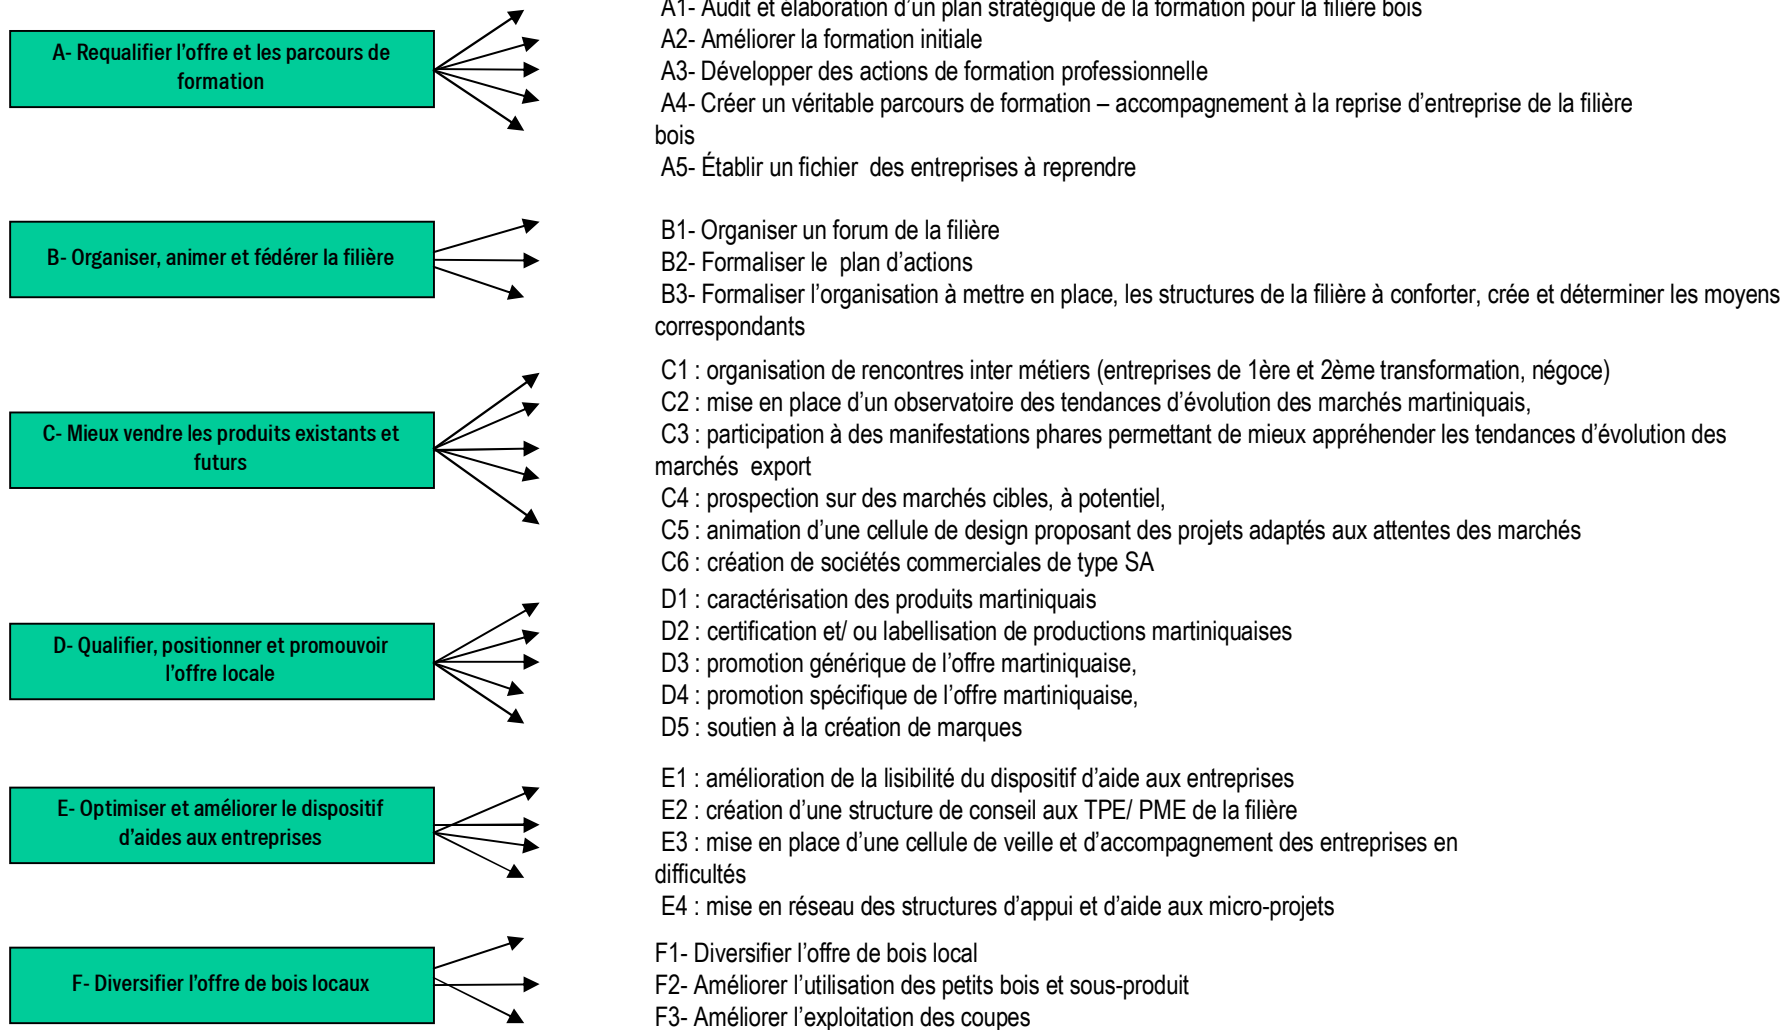 A1- Audit et élaboration d’un plan stratégique de la formation pour la filière bois
A- Requalifier l’offre et les parcours de
formation
A2- Améliorer la formation initiale
A3- Développer des actions de formation professionnelle
A4- Créer un véritable parcours de formation – accompagnement à la reprise d’entreprise de la filière
bois
A5- Établir un fichier des entreprises à reprendre
B- Organiser, animer et fédérer la filière
B1- Organiser un forum de la filière
B2- Formaliser le plan d’actions
B3- Formaliser l’organisation à mettre en place, les structures de la filière à conforter, crée et déterminer les moyens
correspondants
C- Mieux vendre les produits existants et
futurs
C1 : organisation de rencontres inter métiers (entreprises de 1ère et 2ème transformation, négoce)
C2 : mise en place d’un observatoire des tendances d’évolution des marchés martiniquais,
C3 : participation à des manifestations phares permettant de mieux appréhender les tendances d’évolution des
marchés export
C4 : prospection sur des marchés cibles, à potentiel,
C5 : animation d’une cellule de design proposant des projets adaptés aux attentes des marchés
C6 : création de sociétés commerciales de type SA
D- Qualifier, positionner et promouvoir
l’offre locale
D1 : caractérisation des produits martiniquais
D2 : certification et/ ou labellisation de productions martiniquaises
D3 : promotion générique de l’offre martiniquaise,
D4 : promotion spécifique de l’offre martiniquaise,
D5 : soutien à la création de marques
E- Optimiser et améliorer le dispositif
d’aides aux entreprises
E1 : amélioration de la lisibilité du dispositif d’aide aux entreprises
E2 : création d’une structure de conseil aux TPE/ PME de la filière
E3 : mise en place d’une cellule de veille et d’accompagnement des entreprises en
difficultés
E4 : mise en réseau des structures d’appui et d’aide aux micro-projets
F- Diversifier l’offre de bois locaux
F1- Diversifier l’offre de bois local
F2- Améliorer l’utilisation des petits bois et sous-produit
F3- Améliorer l’exploitation des coupes